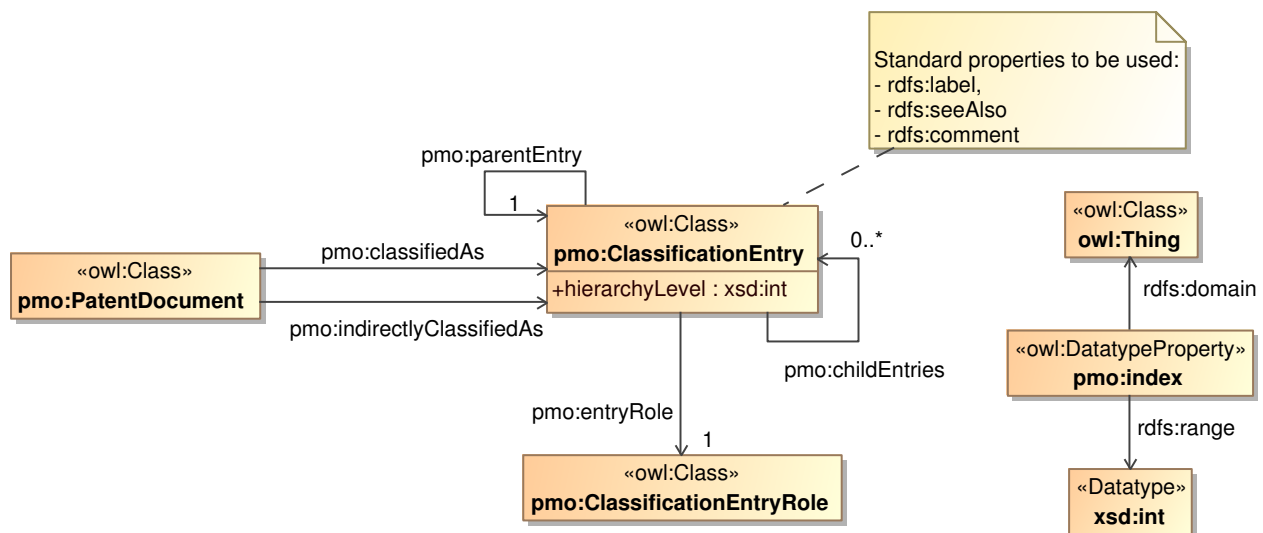 Standard properties to be used:
- rdfs:label,
- rdfs:seeAlso
- rdfs:comment
pmo:parentEntry
1
«owl:Class»
pmo:ClassificationEntry
+hierarchyLevel : xsd:int
0..*
pmo:childEntries
pmo:classifiedAs
«owl:Class»
pmo:PatentDocument
pmo:indirectlyClassifiedAs
pmo:entryRole
1
«owl:Class»
pmo:ClassificationEntryRole
«owl:Class»
owl:Thing
rdfs:domain
«owl:DatatypeProperty»
pmo:index
rdfs:range
«Datatype»
xsd:int